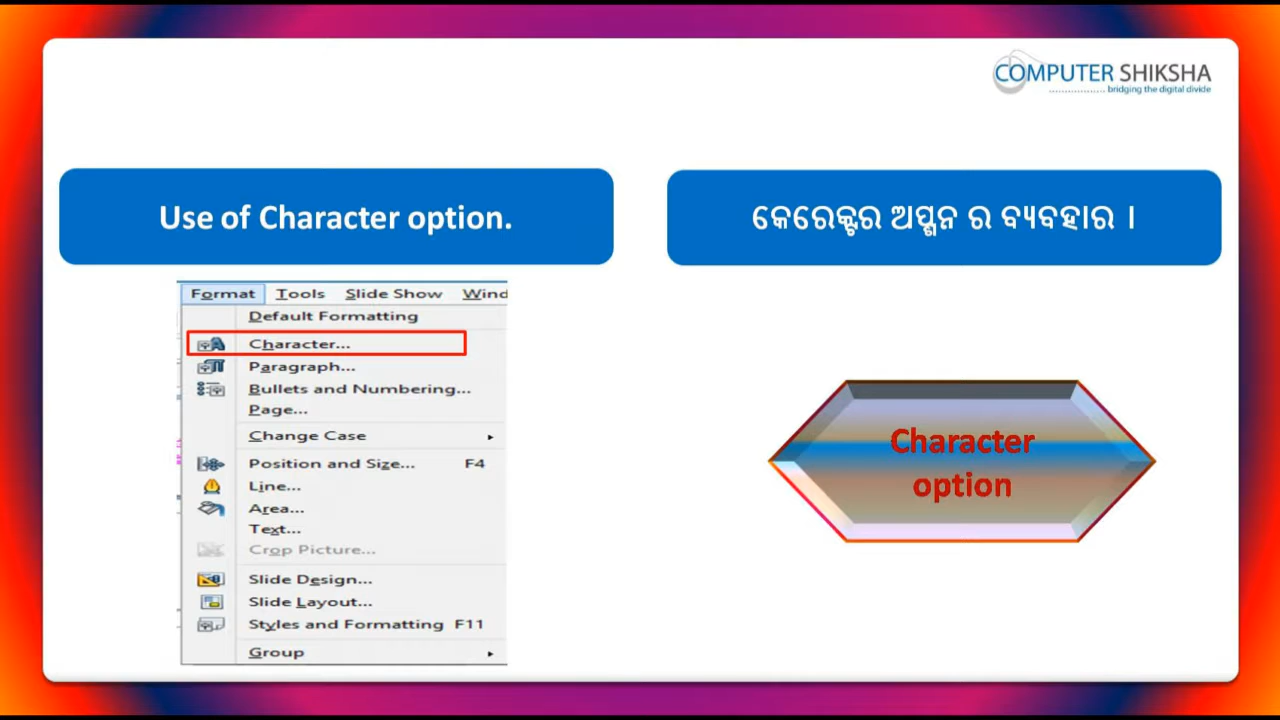 COMPUTER SHIKSHA
bridging the digital divide
Use of Character option.
କେରେକ୍ଟର ଅପ୍ସନ ର ବ୍ୟବହାର ।
Format Tools Slide Show Wind
Default Formatting
Character...
Paragraph...
Bullets and Numbering...
Page...
Change Case
Position and Size... F4
Line...
Area...
Text...
Crop Picture...
Slide Design...
Slide Layout...
Styles and Formatting F11
Group
Character
option